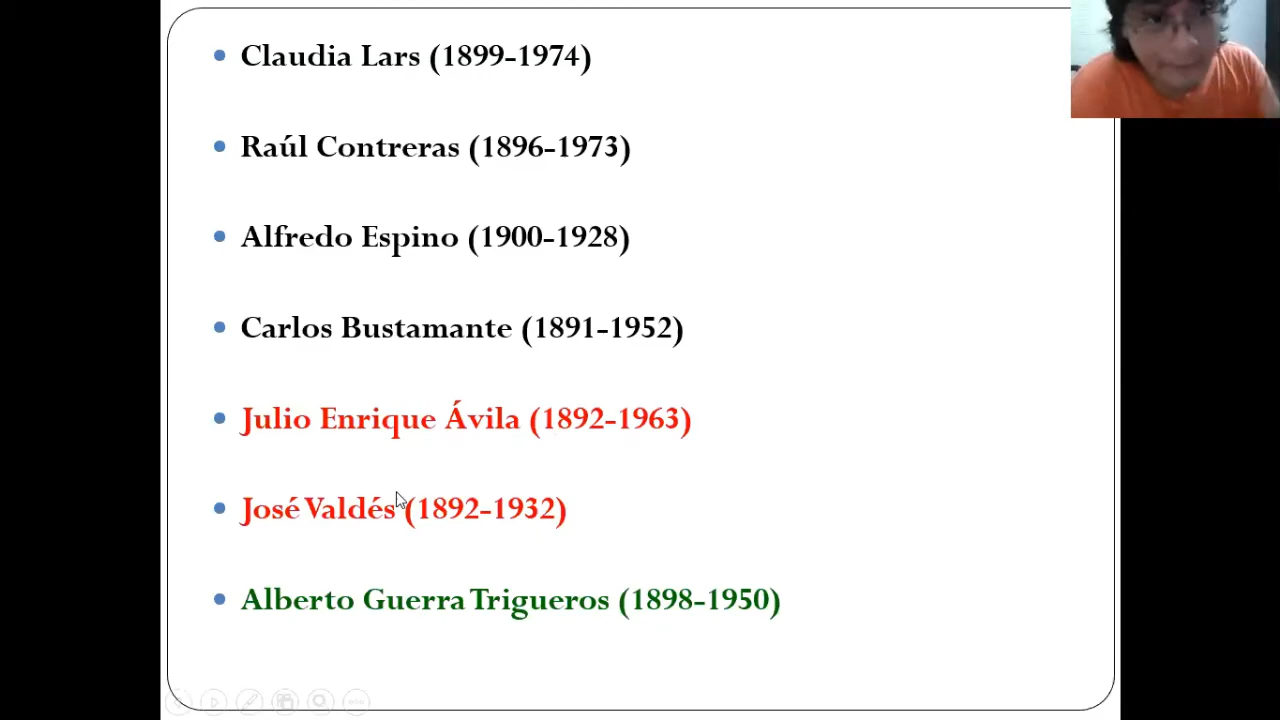 Claudia Lars (1899-1974)
Raúl Contreras (1896-1973)
Alfredo Espino (1900-1928)
Carlos Bustamante (1891-1952)
Julio Enrique Ávila (1892-1963)
José Valdés (1892-1932)
Alberto Guerra Trigueros (1898-1950)